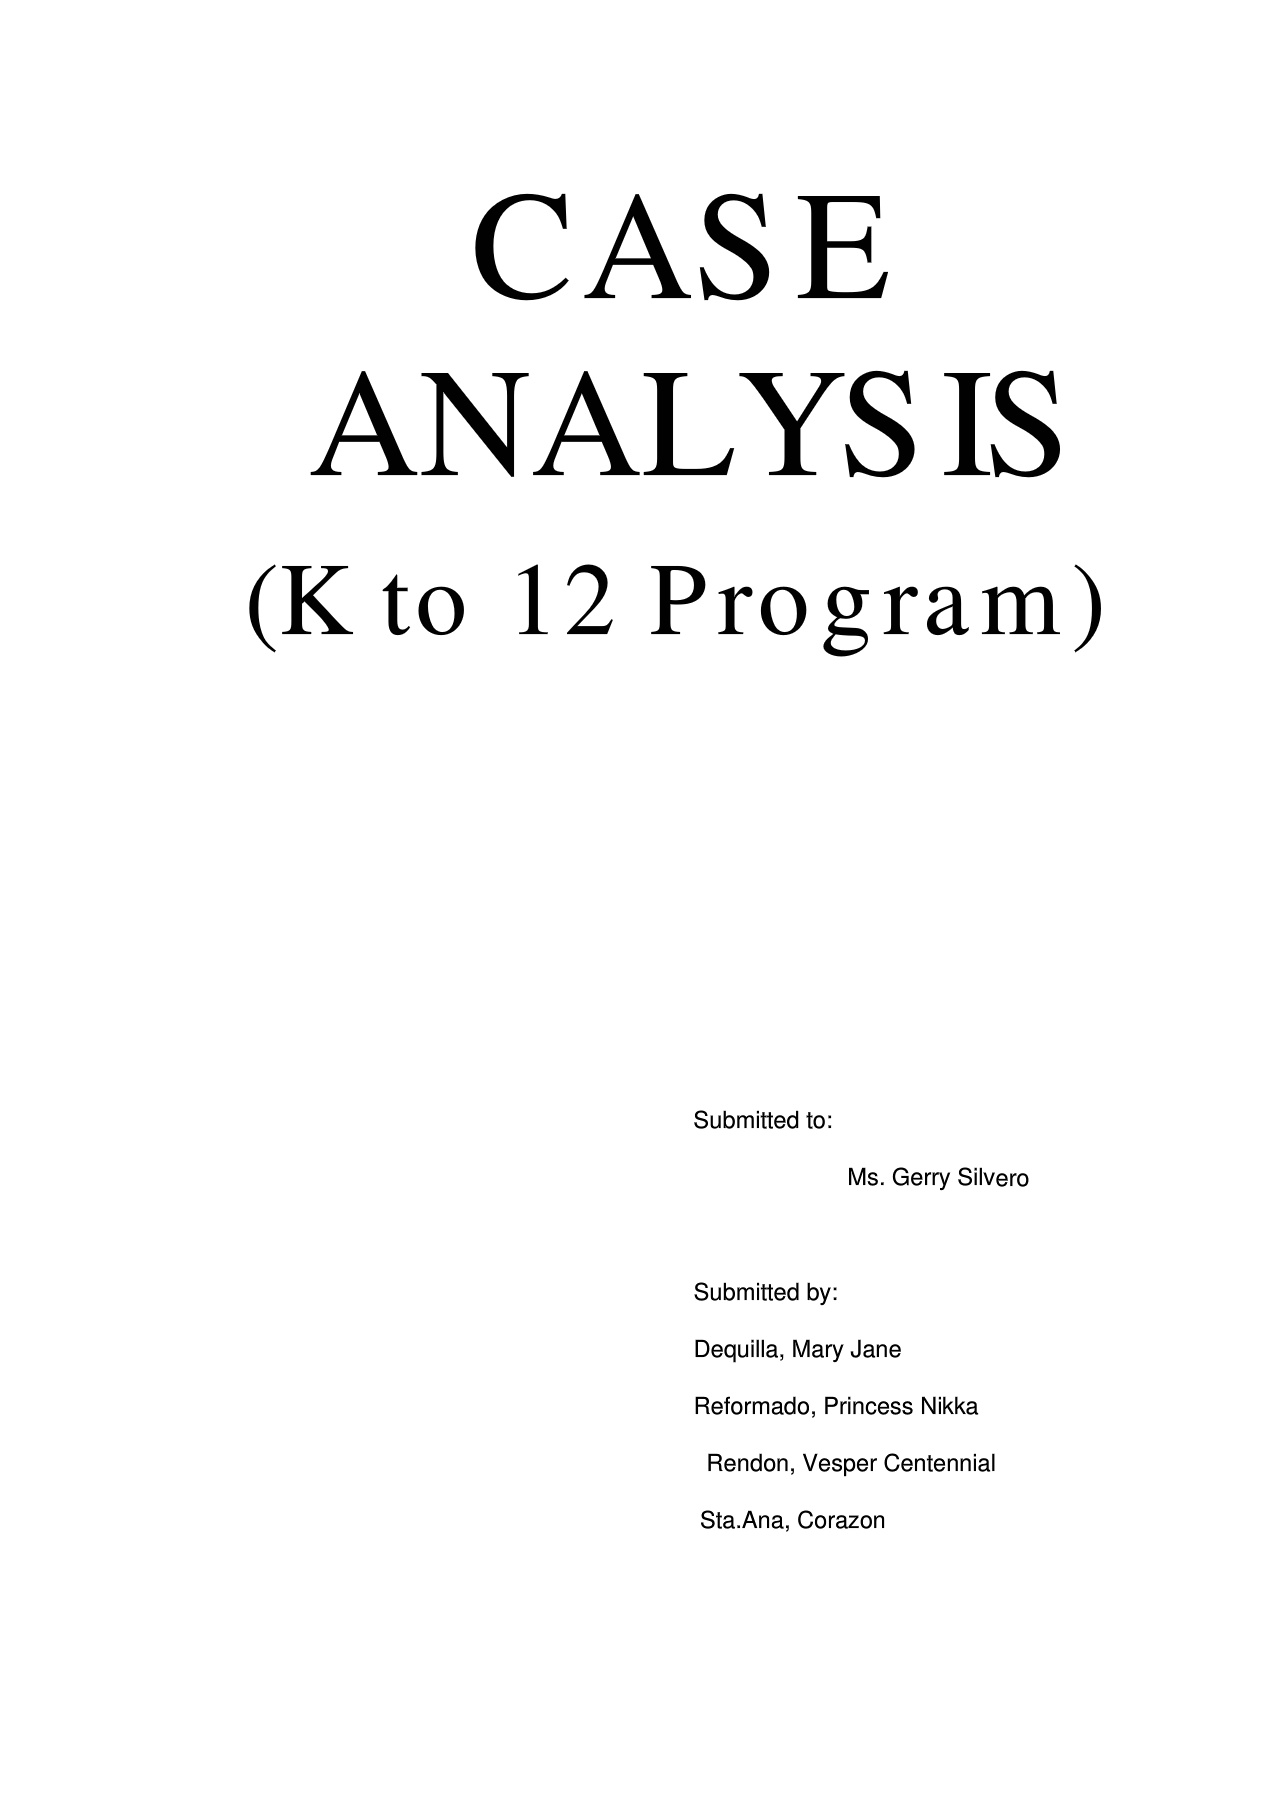 CASE
ANALYSIS
(K to 12 Program)
Submitted to:
Ms. Gerry Silvero
Submitted by:
Dequilla, Mary Jane
Reformado, Princess Nikka
Rendon, Vesper Centennial
Sta.Ana, Corazon